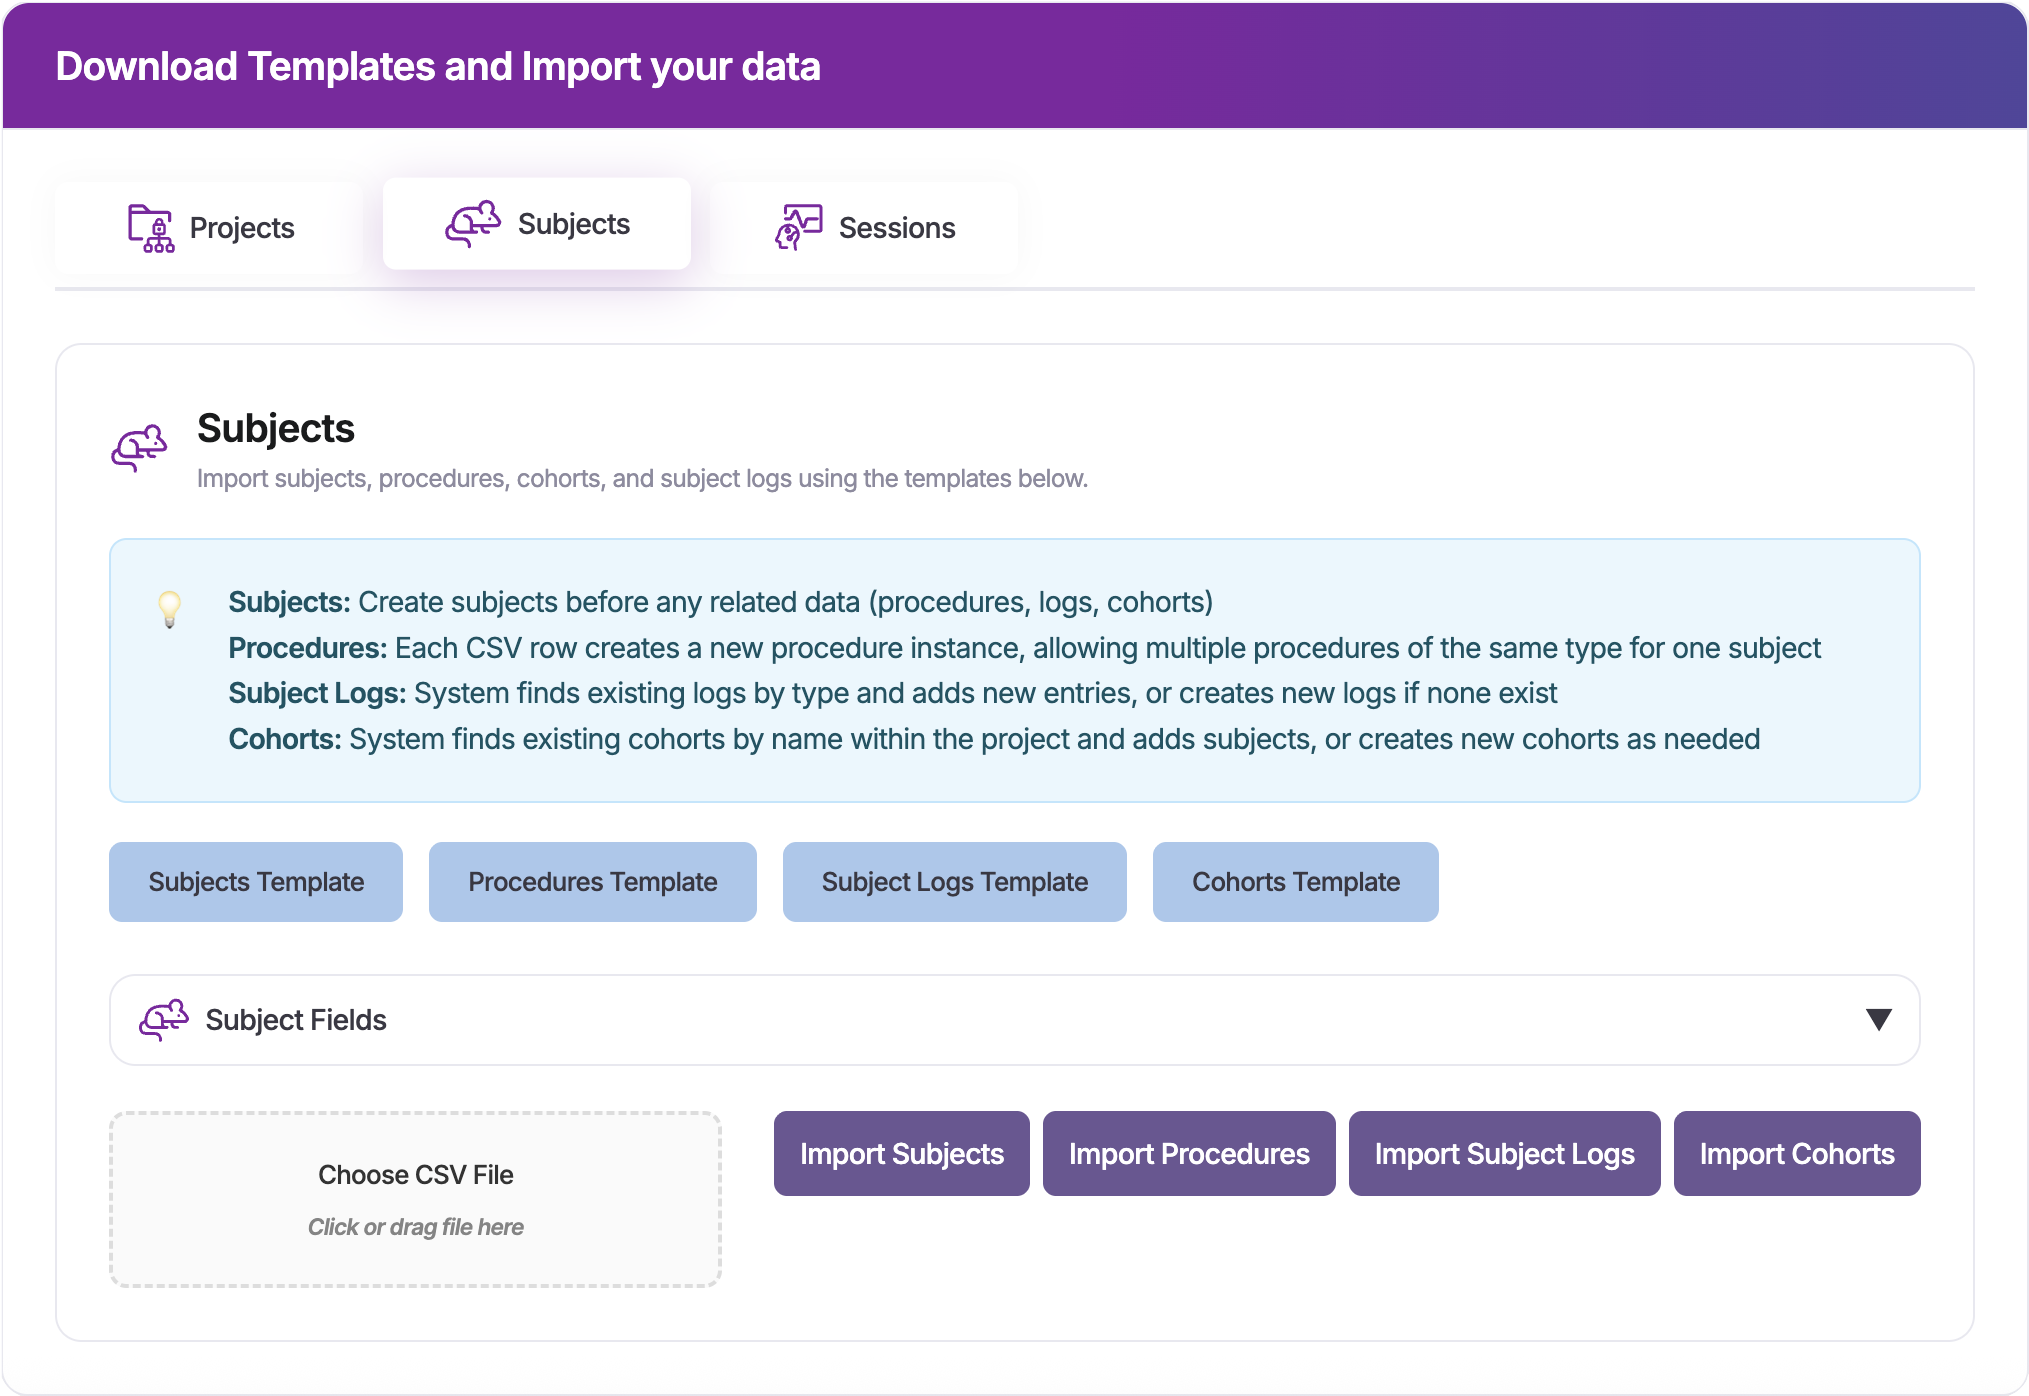 Download Templates and Import your data
Projects
Subjects
Sessions
Subjects
Import subjects, procedures, cohorts, and subject logs using the templates below.
Subjects: Create subjects before any related data (procedures, logs, cohorts)
Procedures: Each CSV row creates a new procedure instance, allowing multiple procedures of the same type for one subject
Subject Logs: System finds existing logs by type and adds new entries, or creates new logs if none exist
Cohorts: System finds existing cohorts by name within the project and adds subjects, or creates new cohorts as needed
Subjects Template
Procedures Template
Subject Logs Template
Cohorts Template
Subject Fields
Choose CSV File
Click or drag file here
Import Subjects
Import Procedures
Import Subject Logs
Import Cohorts